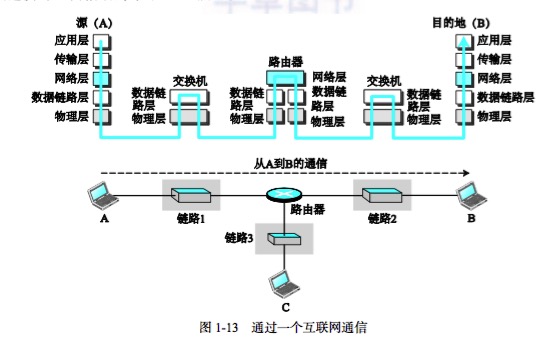 源（A）
目的地（B）
应用层
传输层
网络层
数据链路层
物理层
交换机
数据链
路层
物理层
路由器
网络层
数据链
路层
物理层
数据链
路层
物理层
交换机
数据链
路层
物理层
应用层
传输层
网络层
数据链路层
物理层
从A到B的通信
A
链路1
路由器
链路2
B
链路3
C
图 1-13 通过一个互联网通信